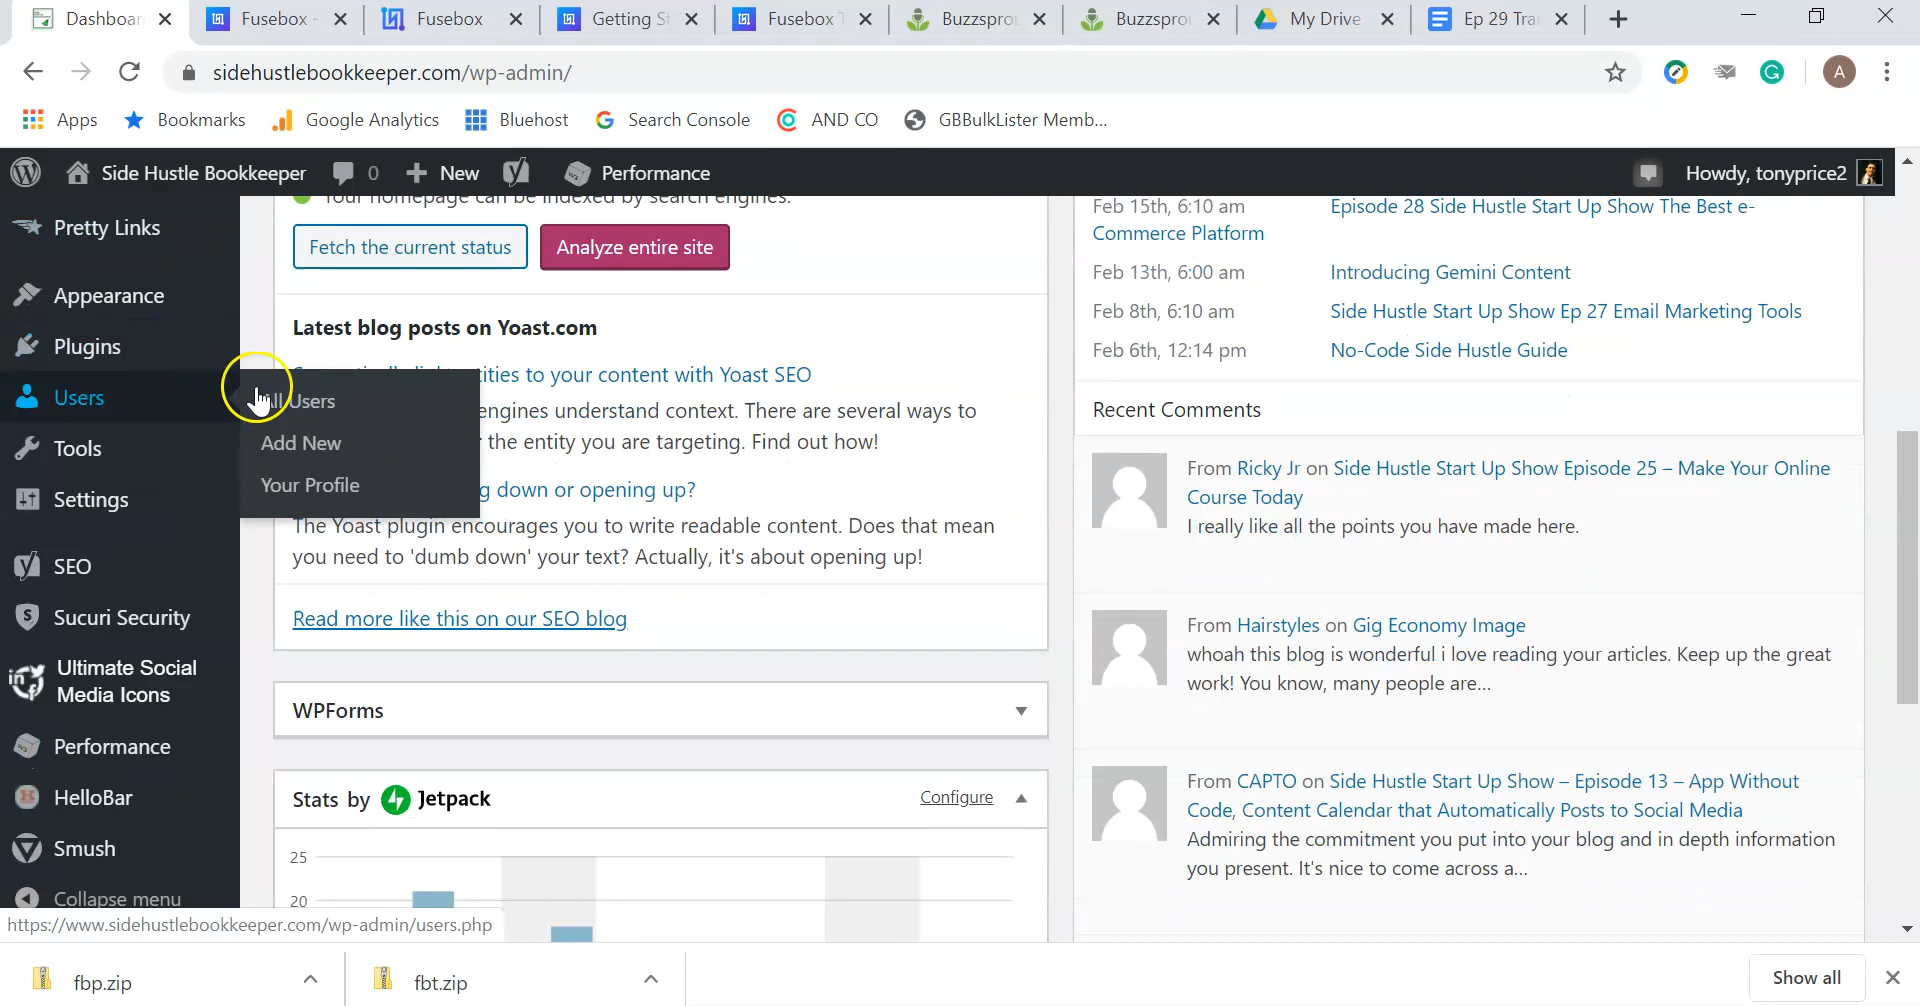 Dashboar
Fusebox -
Fusebox
Getting S
Fusebox T
Buzzspro
Buzzspro
My Drive
Ep 29 Tra
sidehustlebookkeeper.com/wp-admin/
A
Apps
Bookmarks
Google Analytics
Bluehost
Search Console
AND CO
GBBulkLister Memb...
Side Hustle Bookkeeper
0
New
Performance
Howdy, tonyprice2
Pretty Links
Appearance
Plugins
Users
Tools
Settings
SEO
Sucuri Security
Ultimate Social
Media Icons
Performance
HelloBar
Smush
Collapse menu
All Users
Add New
Your Profile
Your homepage can be indexed by search engines.
Fetch the current status
Analyze entire site
Latest blog posts on Yoast.com
tities to your content with Yoast SEO
engines understand context. There are several ways to
the entity you are targeting. Find out how!
g down or opening up?
The Yoast plugin encourages you to write readable content. Does that mean
you need to 'dumb down' your text? Actually, it's about opening up!
Read more like this on our SEO blog
WPForms
Stats by Jetpack
Configure
25
20
Feb 15th, 6:10 am Episode 28 Side Hustle Start Up Show The Best e-
Commerce Platform
Feb 13th, 6:00 am Introducing Gemini Content
Feb 8th, 6:10 am Side Hustle Start Up Show Ep 27 Email Marketing Tools
Feb 6th, 12:14 pm No-Code Side Hustle Guide
Recent Comments
From Ricky Jr on Side Hustle Start Up Show Episode 25 – Make Your Online
Course Today
I really like all the points you have made here.
From Hairstyles on Gig Economy Image
whoah this blog is wonderful i love reading your articles. Keep up the great
work! You know, many people are...
From CAPTO on Side Hustle Start Up Show – Episode 13 – App Without
Code, Content Calendar that Automatically Posts to Social Media
Admiring the commitment you put into your blog and in depth information
you present. It's nice to come across a...
https://www.sidehustlebookkeeper.com/wp-admin/users.php
fbp.zip
fbt.zip
Show all